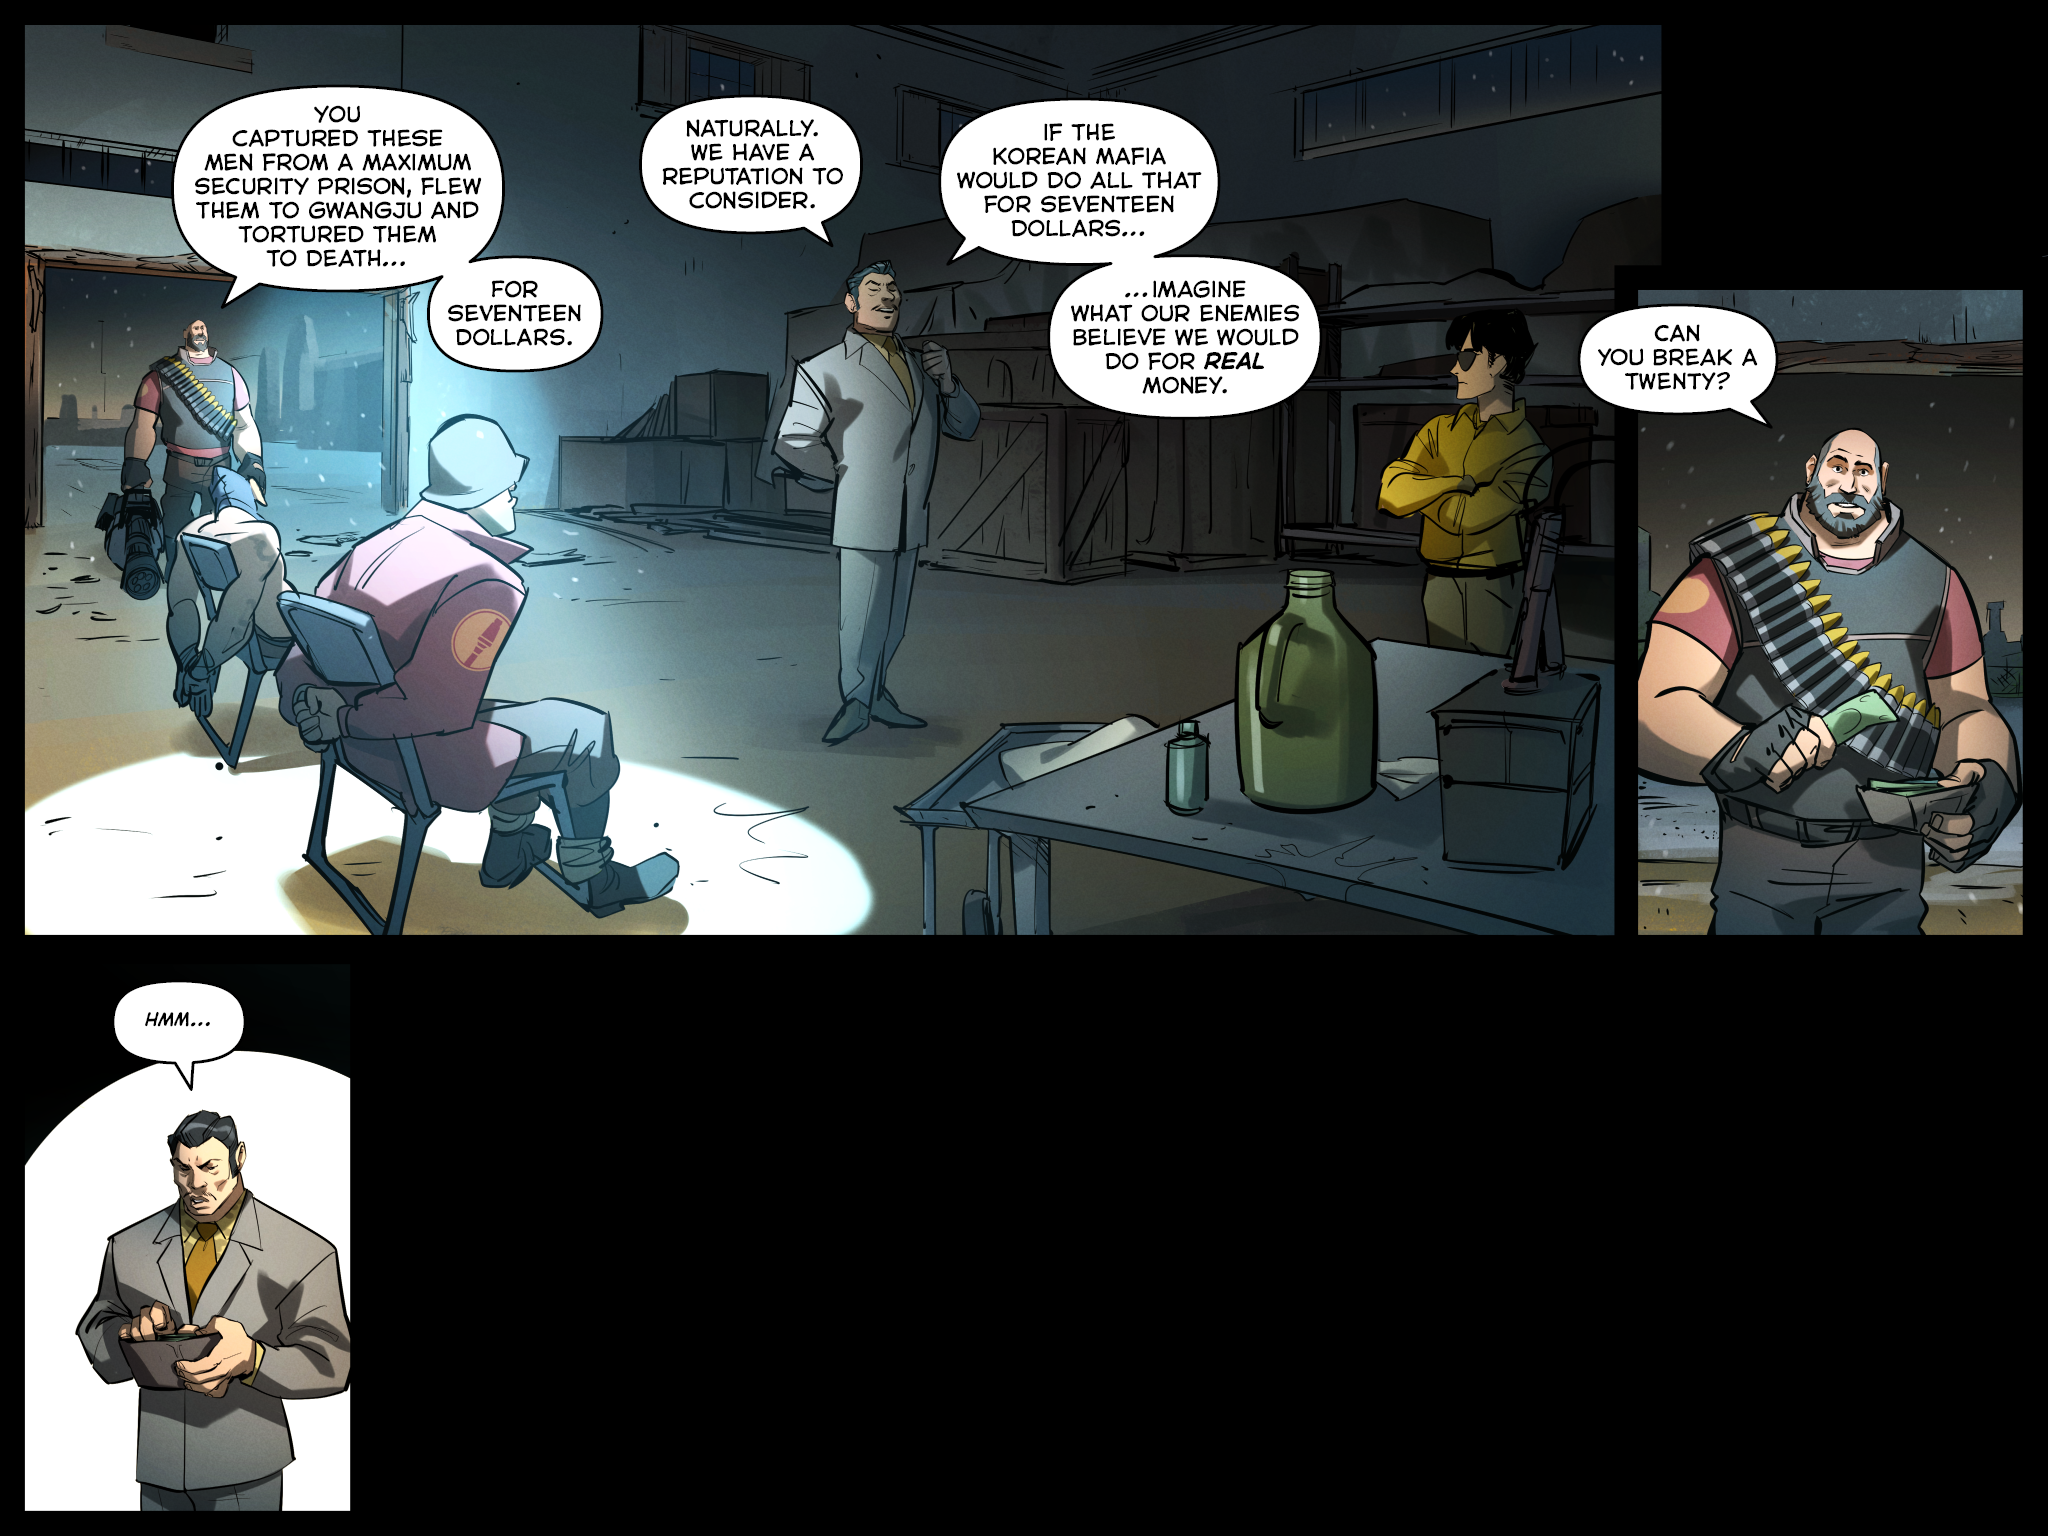 YOU
CAPTURED THESE
MEN FROM A MAXIMUM
SECURITY PRISON, FLEW
THEM TO GWANGJU AND
TORTURED THEM
TO DEATH...
FOR
SEVENTEEN
DOLLARS.
NATURALLY.
WE HAVE A
REPUTATION TO
CONSIDER.
IF THE
KOREAN MAFIA
WOULD DO ALL THAT
FOR SEVENTEEN
DOLLARS...
...IMAGINE
WHAT OUR ENEMIES
BELIEVE WE WOULD
DO FOR REAL
MONEY.
CAN
YOU BREAK A
TWENTY?
HMM...